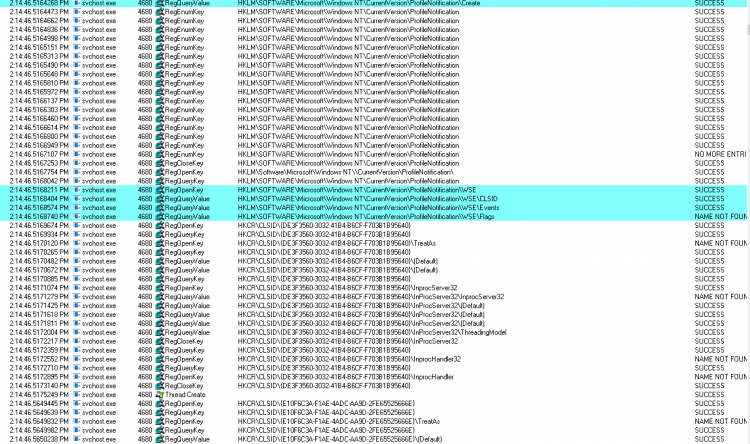 2:14:46.5164268 PM svchost.exe 4680 RegQueryValue HKLM\SOFTWARE\Microsoft\Windows NT\CurrentVersion\ProfileNotification\Create SUCCESS
2:14:46.5164473 PM svchost.exe 4680 RegEnumKey HKLM\SOFTWARE\Microsoft\Windows NT\CurrentVersion\ProfileNotification SUCCESS
2:14:46.5164662 PM svchost.exe 4680 RegEnumKey HKLM\SOFTWARE\Microsoft\Windows NT\CurrentVersion\ProfileNotification SUCCESS
2:14:46.5164836 PM svchost.exe 4680 RegEnumKey HKLM\SOFTWARE\Microsoft\Windows NT\CurrentVersion\ProfileNotification SUCCESS
2:14:46.5164998 PM svchost.exe 4680 RegEnumKey HKLM\SOFTWARE\Microsoft\Windows NT\CurrentVersion\ProfileNotification SUCCESS
2:14:46.5165151 PM svchost.exe 4680 RegEnumKey HKLM\SOFTWARE\Microsoft\Windows NT\CurrentVersion\ProfileNotification SUCCESS
2:14:46.5165313 PM svchost.exe 4680 RegEnumKey HKLM\SOFTWARE\Microsoft\Windows NT\CurrentVersion\ProfileNotification SUCCESS
2:14:46.5165490 PM svchost.exe 4680 RegEnumKey HKLM\SOFTWARE\Microsoft\Windows NT\CurrentVersion\ProfileNotification SUCCESS
2:14:46.5165648 PM svchost.exe 4680 RegEnumKey HKLM\SOFTWARE\Microsoft\Windows NT\CurrentVersion\ProfileNotification SUCCESS
2:14:46.5165810 PM svchost.exe 4680 RegEnumKey HKLM\SOFTWARE\Microsoft\Windows NT\CurrentVersion\ProfileNotification SUCCESS
2:14:46.5165972 PM svchost.exe 4680 RegEnumKey HKLM\SOFTWARE\Microsoft\Windows NT\CurrentVersion\ProfileNotification SUCCESS
2:14:46.5166137 PM svchost.exe 4680 RegEnumKey HKLM\SOFTWARE\Microsoft\Windows NT\CurrentVersion\ProfileNotification SUCCESS
2:14:46.5166303 PM svchost.exe 4680 RegEnumKey HKLM\SOFTWARE\Microsoft\Windows NT\CurrentVersion\ProfileNotification SUCCESS
2:14:46.5166460 PM svchost.exe 4680 RegEnumKey HKLM\SOFTWARE\Microsoft\Windows NT\CurrentVersion\ProfileNotification SUCCESS
2:14:46.5166614 PM svchost.exe 4680 RegEnumKey HKLM\SOFTWARE\Microsoft\Windows NT\CurrentVersion\ProfileNotification SUCCESS
2:14:46.5166800 PM svchost.exe 4680 RegEnumKey HKLM\SOFTWARE\Microsoft\Windows NT\CurrentVersion\ProfileNotification SUCCESS
2:14:46.5166949 PM svchost.exe 4680 RegEnumKey HKLM\SOFTWARE\Microsoft\Windows NT\CurrentVersion\ProfileNotification SUCCESS
2:14:46.5167107 PM svchost.exe 4680 RegEnumKey HKLM\SOFTWARE\Microsoft\Windows NT\CurrentVersion\ProfileNotification NO MORE ENTRI
2:14:46.5167253 PM svchost.exe 4680 RegCloseKey HKLM\SOFTWARE\Microsoft\Windows NT\CurrentVersion\ProfileNotification SUCCESS
2:14:46.5167754 PM svchost.exe 4680 RegOpenKey HKLM\Software\Microsoft\Windows NT\\CurrentVersion\ProfileNotification\ SUCCESS
2:14:46.5168042 PM svchost.exe 4680 RegQueryKey HKLM\SOFTWARE\Microsoft\Windows NT\CurrentVersion\ProfileNotification SUCCESS
2:14:46.5168211 PM svchost.exe 4680 RegOpenKey HKLM\SOFTWARE\Microsoft\Windows NT\CurrentVersion\ProfileNotification\WSE SUCCESS
2:14:46.5168404 PM svchost.exe 4680 RegQueryValue HKLM\SOFTWARE\Microsoft\Windows NT\CurrentVersion\ProfileNotification\WSE\CLSID SUCCESS
2:14:46.5168574 PM svchost.exe 4680 RegQueryValue HKLM\SOFTWARE\Microsoft\Windows NT\CurrentVersion\ProfileNotification\WSE\Events SUCCESS
2:14:46.5168740 PM svchost.exe 4680 RegQueryValue HKLM\SOFTWARE\Microsoft\Windows NT\CurrentVersion\ProfileNotification\WSE\Flags NAME NOT FOUN
2:14:46.5169674 PM svchost.exe 4680 RegOpenKey HKCR\CLSID\{DE3F3560-3032-41B4-B6CF-F703B1B95640} SUCCESS
2:14:46.5169934 PM svchost.exe 4680 RegQueryKey HKCR\CLSID\{DE3F3560-3032-41B4-B6CF-F703B1B95640} SUCCESS
2:14:46.5170120 PM svchost.exe 4680 RegOpenKey HKCR\CLSID\{DE3F3560-3032-41B4-B6CF-F703B1B95640}\TreatAs NAME NOT FOUN
2:14:46.5170265 PM svchost.exe 4680 RegQueryKey HKCR\CLSID\{DE3F3560-3032-41B4-B6CF-F703B1B95640} SUCCESS
2:14:46.5170482 PM svchost.exe 4680 RegQueryValue HKCR\CLSID\{DE3F3560-3032-41B4-B6CF-F703B1B95640}\(Default) SUCCESS
2:14:46.5170672 PM svchost.exe 4680 RegQueryValue HKCR\CLSID\{DE3F3560-3032-41B4-B6CF-F703B1B95640}\(Default) SUCCESS
2:14:46.5170885 PM svchost.exe 4680 RegQueryKey HKCR\CLSID\{DE3F3560-3032-41B4-B6CF-F703B1B95640} SUCCESS
2:14:46.5171074 PM svchost.exe 4680 RegOpenKey HKCR\CLSID\{DE3F3560-3032-41B4-B6CF-F703B1B95640}\InprocServer32 SUCCESS
2:14:46.5171279 PM svchost.exe 4680 RegQueryValue HKCR\CLSID\{DE3F3560-3032-41B4-B6CF-F703B1B95640}\InProcServer32\InprocServer32 NAME NOT FOUN
2:14:46.5171425 PM svchost.exe 4680 RegQueryValue HKCR\CLSID\{DE3F3560-3032-41B4-B6CF-F703B1B95640}\InProcServer32\(Default) SUCCESS
2:14:46.5171618 PM svchost.exe 4680 RegQueryValue HKCR\CLSID\{DE3F3560-3032-41B4-B6CF-F703B1B95640}\InProcServer32\(Default) SUCCESS
2:14:46.5171811 PM svchost.exe 4680 RegQueryValue HKCR\CLSID\{DE3F3560-3032-41B4-B6CF-F703B1B95640}\InProcServer32\(Default) SUCCESS
2:14:46.5172004 PM svchost.exe 4680 RegQueryValue HKCR\CLSID\{DE3F3560-3032-41B4-B6CF-F703B1B95640}\InProcServer32\ThreadingModel SUCCESS
2:14:46.5172217 PM svchost.exe 4680 RegCloseKey HKCR\CLSID\{DE3F3560-3032-41B4-B6CF-F703B1B95640}\InProcServer32 SUCCESS
2:14:46.5172359 PM svchost.exe 4680 RegQueryKey HKCR\CLSID\{DE3F3560-3032-41B4-B6CF-F703B1B95640} SUCCESS
2:14:46.5172552 PM svchost.exe 4680 RegOpenKey HKCR\CLSID\{DE3F3560-3032-41B4-B6CF-F703B1B95640}\InprocHandler32 NAME NOT FOUN
2:14:46.5172710 PM svchost.exe 4680 RegQueryKey HKCR\CLSID\{DE3F3560-3032-41B4-B6CF-F703B1B95640} SUCCESS
2:14:46.5172895 PM svchost.exe 4680 RegOpenKey HKCR\CLSID\{DE3F3560-3032-41B4-B6CF-F703B1B95640}\InprocHandler NAME NOT FOUN
2:14:46.5173140 PM svchost.exe 4680 RegCloseKey HKCR\CLSID\{DE3F3560-3032-41B4-B6CF-F703B1B95640} SUCCESS
2:14:46.5175249 PM svchost.exe 4680 Thread Create SUCCESS
2:14:46.5649445 PM svchost.exe 4680 RegOpenKey HKCR\CLSID\{E10F6C3A-F1AE-4ADC-AA9D-2FE65525666E} SUCCESS
2:14:46.5649639 PM svchost.exe 4680 RegQueryKey HKCR\CLSID\{E10F6C3A-F1AE-4ADC-AA9D-2FE65525666E} SUCCESS
2:14:46.5649832 PM svchost.exe 4680 RegOpenKey HKCR\CLSID\{E10F6C3A-F1AE-4ADC-AA9D-2FE65525666E}\TreatAs NAME NOT FOUN
2:14:46.5649982 PM svchost.exe 4680 RegQueryKey HKCR\CLSID\{E10F6C3A-F1AE-4ADC-AA9D-2FE65525666E} SUCCESS
2:14:46.5650238 PM svchost.exe 4680 RegQueryValue HKCR\CLSID\{E10F6C3A-F1AE-4ADC-AA9D-2FE65525666E}\(Default) SUCCESS